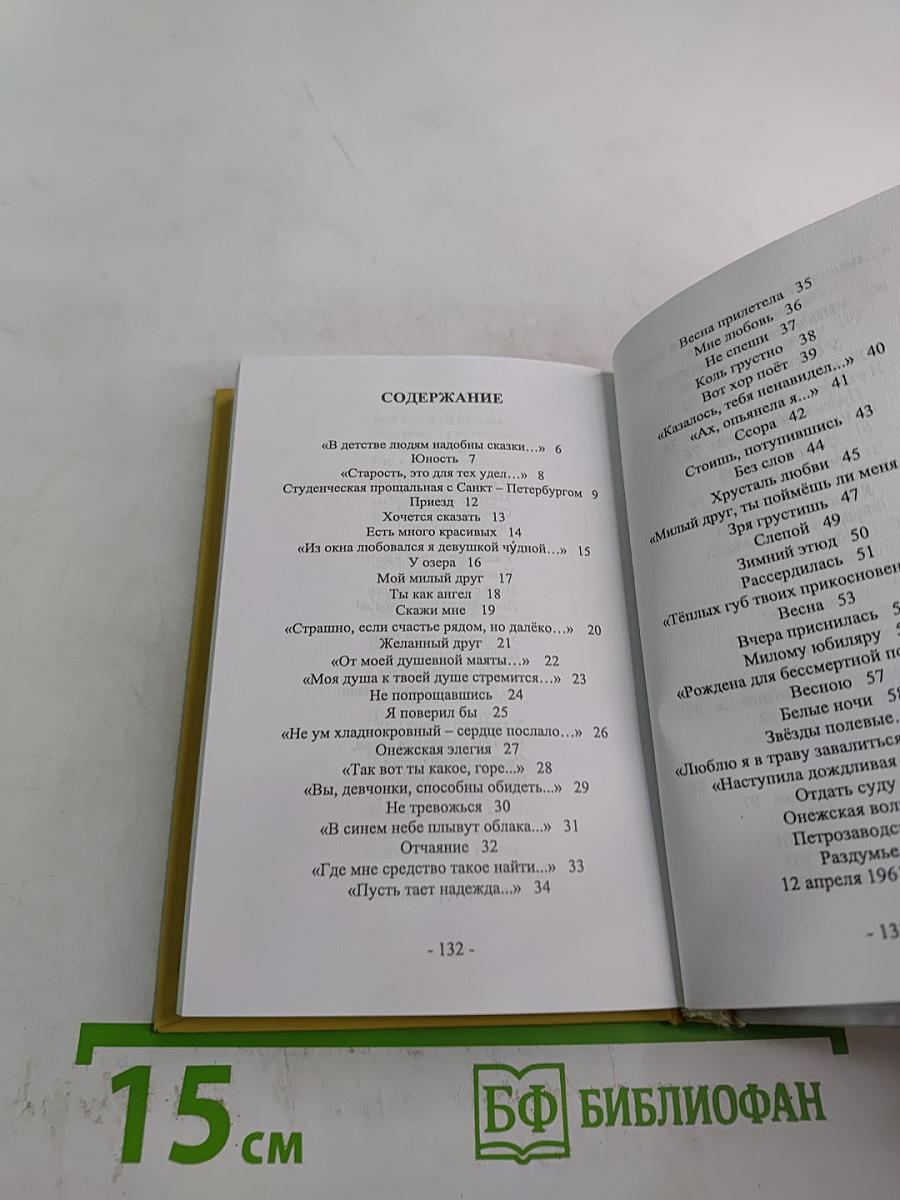 СОДЕРЖАНИЕ
«В детстве людям надобны сказки…» 6
Юность 7
«Старость, это для тех удел…» 8
Студенческая прощальная с Санкт – Петербургом 9
Приезд 12
Хочется сказать 13
Есть много красивых 14
«Из окна любовался я девушкой чу́дной…» 15
У озера 16
Мой милый друг 17
Ты как ангел 18
Скажи мне 19
«Страшно, если счастье рядом, но далёко…» 20
Желанный друг 21
«От моей душевной маяты…» 22
«Моя душа к твоей душе стремится…» 23
Не попрощавшись 24
Я поверил бы 25
«Не ум хладнокровный – сердце послало…» 26
Онежская элегия 27
«Так вот ты какое, горе...» 28
«Вы, девчонки, способны обидеть...» 29
Не тревожься 30
«В синем небе плывут облака...» 31
Отчаяние 32
«Где мне средство такое найти...» 33
«Пусть тает надежда...» 34
- 132 -
Весна прилетела 35
Мне любовь 36
Не спеши 37
Коль грустно 38
Вот хор поёт 39
«Казалось, тебя ненавидел…» 40
«Ах, опьянела я...» 41
Ссора 42
Стоишь, потупившись 43
Без слов 44
Хрусталь любви 45
«Милый друг, ты поймёшь ли меня
Зря грустишь 47
Слепой 49
Зимний этюд 50
Рассердилась 51
«Тёплых губ твоих
Весна 53
Вчера приснилась
Милому юбиляру
«Рождена для бессмертной
Весною 57
Белые ночи
Звёзды полевые
«Люблю я в траву завалиться
«Наступила дождливая
Отдать суду
Онежская
Раздумье
12 апреля
15 см
БФ БИБЛИОФАН